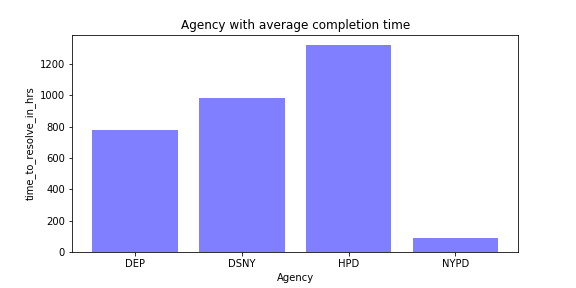 Agency with average completion time
time_to_resolve_in_hrs
1200
1000
800
600
400
200
0
DEP DSNY HPD NYPD
Agency